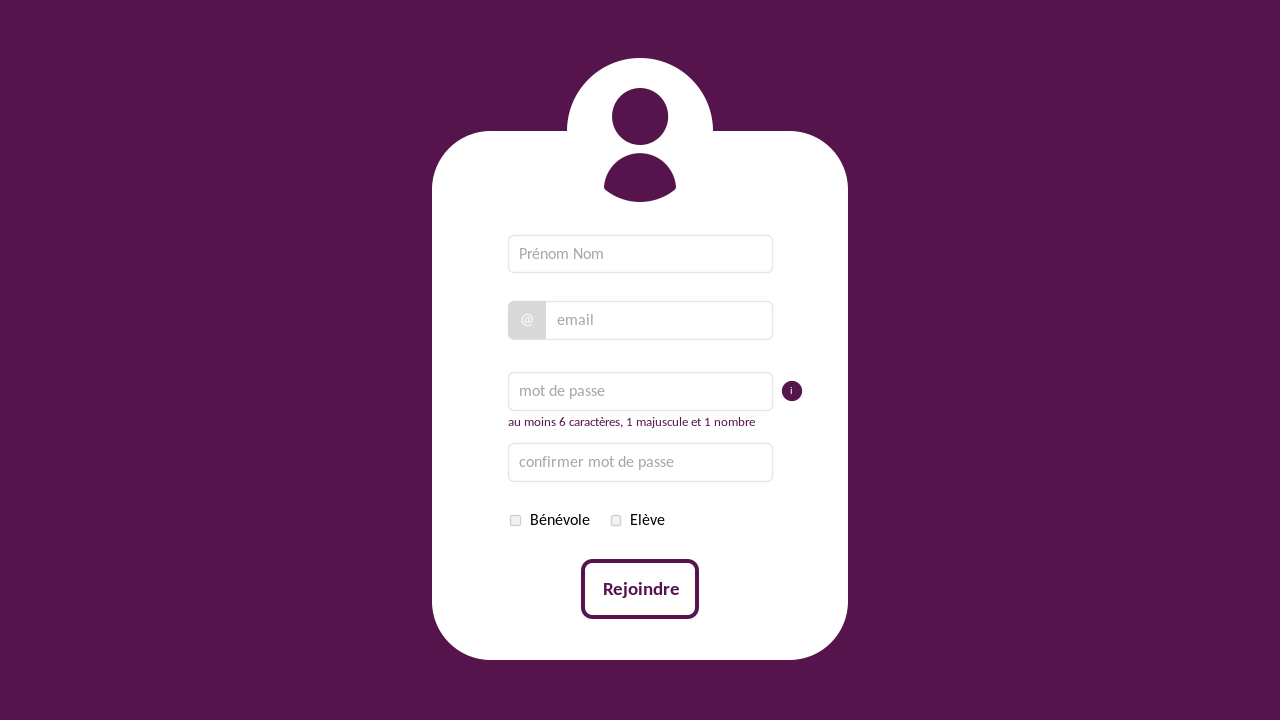 Prénom Nom
@ email
mot de passe i
au moins 6 caractères, 1 majuscule et 1 nombre
confirmer mot de passe
Bénévole Elève
Rejoindre